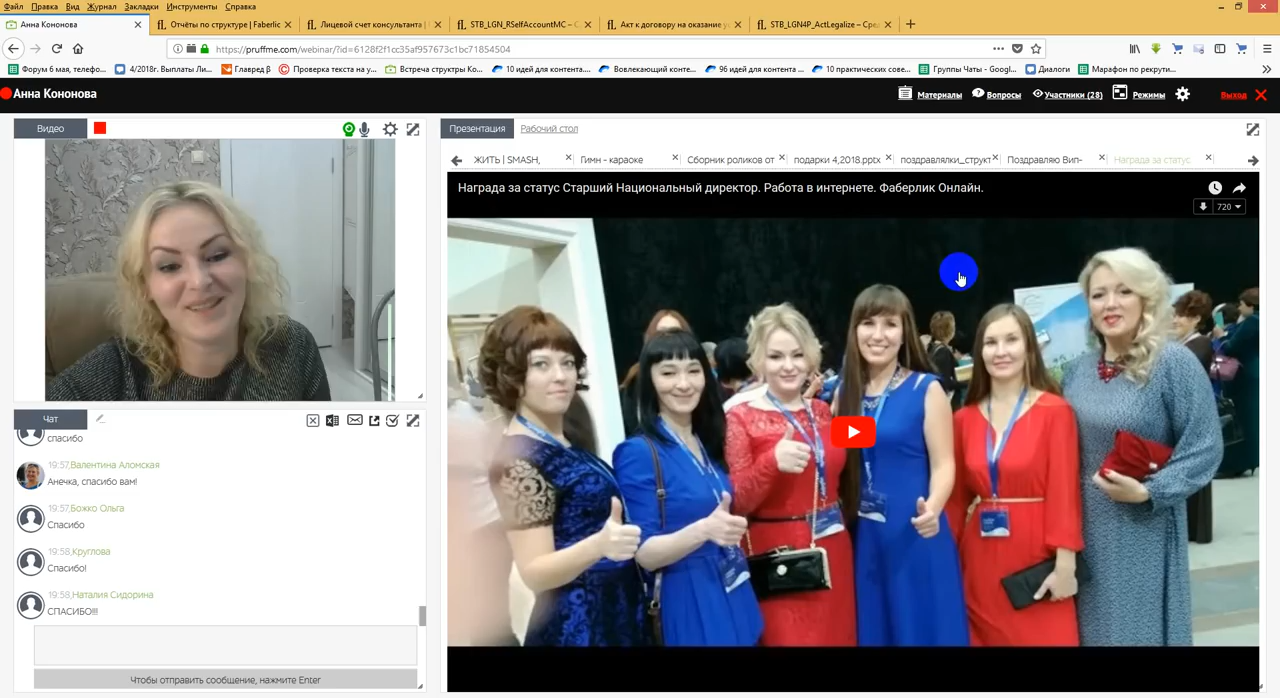 Файл Правка Вид Журнал Закладки Инструменты Справка
Анна Кононова
Отчёты по структуре | Faberlic
Лицевой счет консультанта |
STB_LGN_RSelfAccountMC – С
Акт к договору на оказание у
STB_LGN4P_ActLegalize – Сре
https://pruffme.com/webinar/?id=6128f2f1cc35af957673c1bc71854504
Форум 6 мая, телефо...
4/2018г. Выплаты Ли...
Главред β
Проверка текста на у...
Встреча структры Ко...
10 идей для контента....
Вовлекающий конте...
96 идей для контента ...
10 практических сове...
Группы Чаты - Googl...
Диалоги
Марафон по рекрути...
Анна Кононова
Материалы
Вопросы
Участники (28)
Режимы
Выход
Видео
Презентация
Рабочий стол
ЖИТЬ | SMASH,
Гимн - караоке
Сборник роликов от
подарки 4,2018.pptx
поздравлялки_структ
Поздравляю Вип-
Награда за статус
Награда за статус Старший Национальный директор. Работа в интернете. Фаберлик Онлайн.
720
Чат
спасибо
19:57,Валентина Аломская
Анечка, спасибо вам!
19:57,Божко Ольга
Спасибо
19:58,Круглова
Спасибо!
19:58,Наталия Сидорина
СПАСИБО!!!
Чтобы отправить сообщение, нажмите Enter